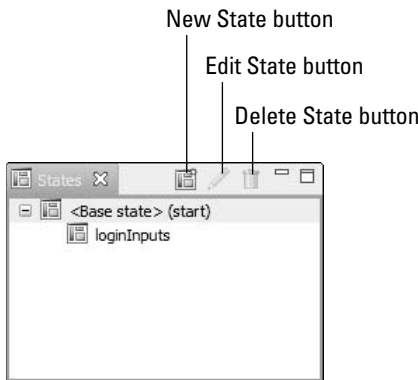 New State button
Edit State button
Delete State button
States
<Base state> (start)
loginInputs